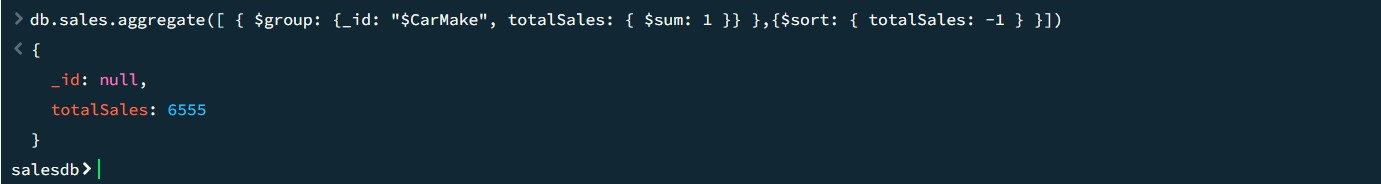 > db.sales.aggregate([ { $group: {_id: "$CarMake", totalSales: { $sum: 1 }} },{$sort: { totalSales: -1 } }])
< {
_id: null,
totalSales: 6555
}
salesdb>